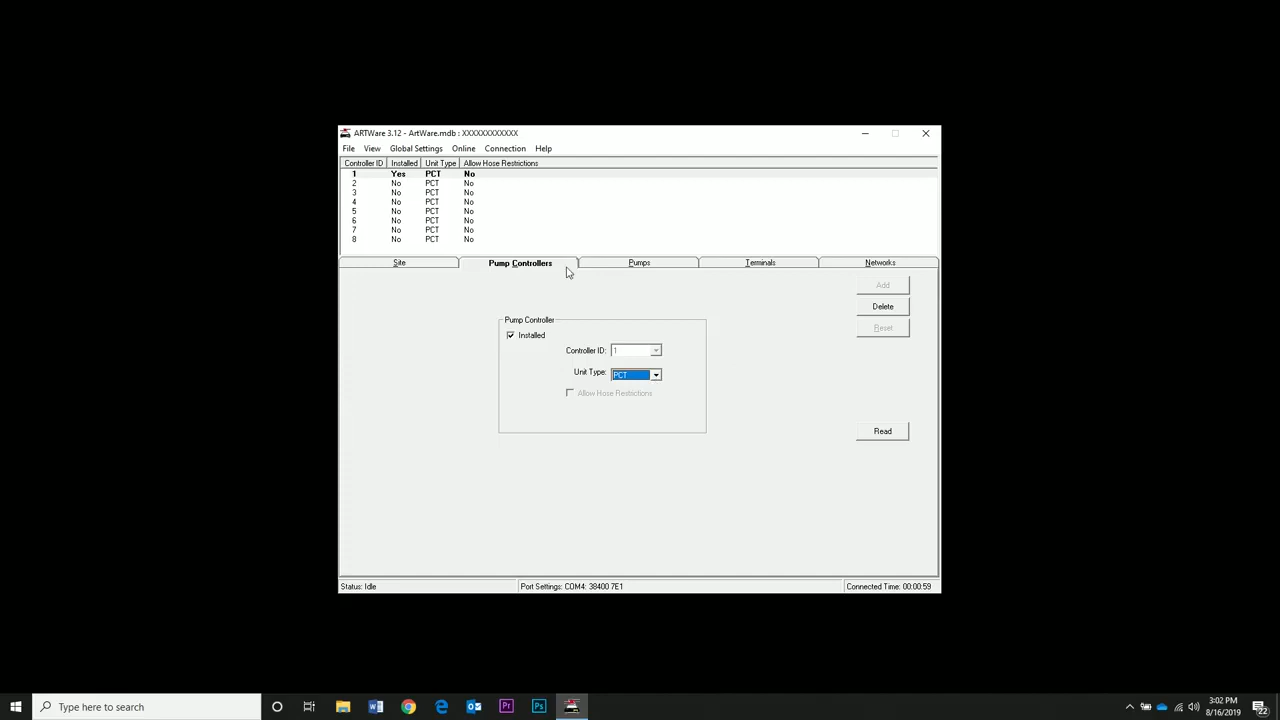 ARTWare 3.12 - ArtWare.mdb : XXXXXXXXXXXX
File View Global Settings Online Connection Help
Controller ID Installed Unit Type Allow Hose Restrictions
1 Yes PCT No
2 No PCT No
3 No PCT No
4 No PCT No
5 No PCT No
6 No PCT No
7 No PCT No
8 No PCT No
Site Pump Controllers Pumps Terminals Networks
Add
Delete
Reset
Pump Controller
Installed
Controller ID: 1
Unit Type: PCT
Allow Hose Restrictions
Read
Status: Idle Port Settings: COM4: 38400 7E1 Connected Time: 00:00:59
Type here to search
3:02 PM
8/16/2019
22